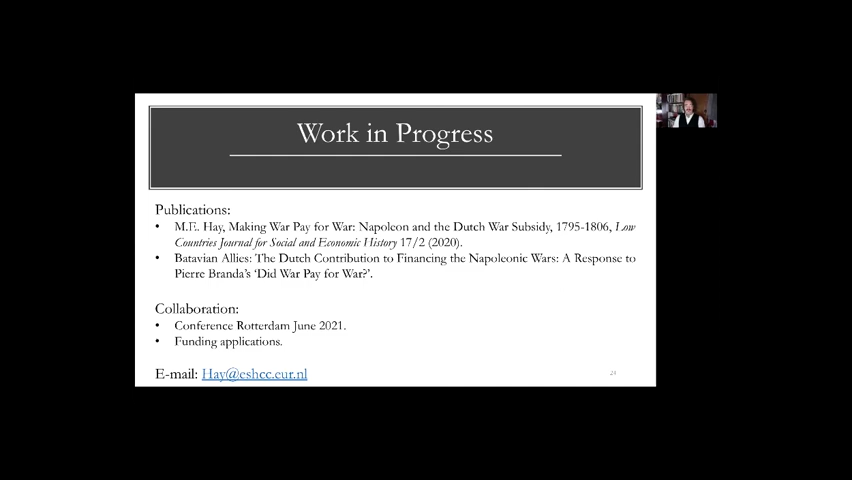 Work in Progress
Publications:
• M.E. Hay, Making War Pay for War: Napoleon and the Dutch War Subsidy, 1795-1806, Low
Countries Journal for Social and Economic History 17/2 (2020).
• Batavian Allies: The Dutch Contribution to Financing the Napoleonic Wars: A Response to
Pierre Branda's 'Did War Pay for War?'.
Collaboration:
• Conference Rotterdam June 2021.
• Funding applications.
E-mail: Hay@eshcc.eur.nl